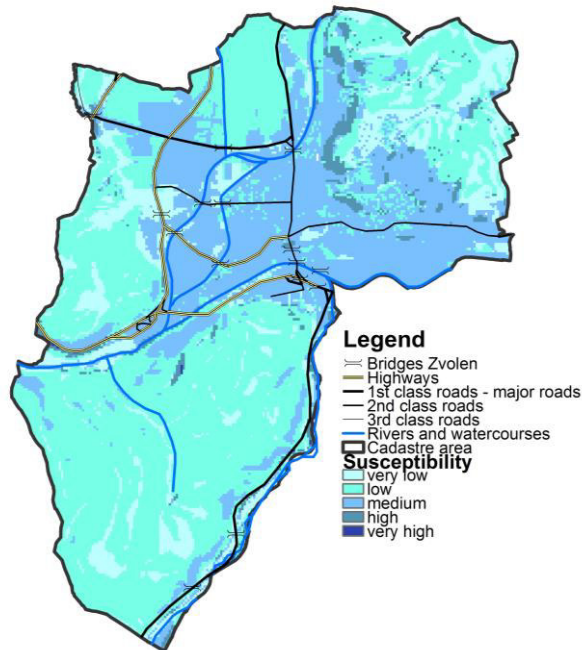 Legend
Bridges Zvolen
Highways
1st class roads - major roads
2nd class roads
3rd class roads
Rivers and watercourses
Cadastre area
Susceptibility
very low
low
medium
high
very high